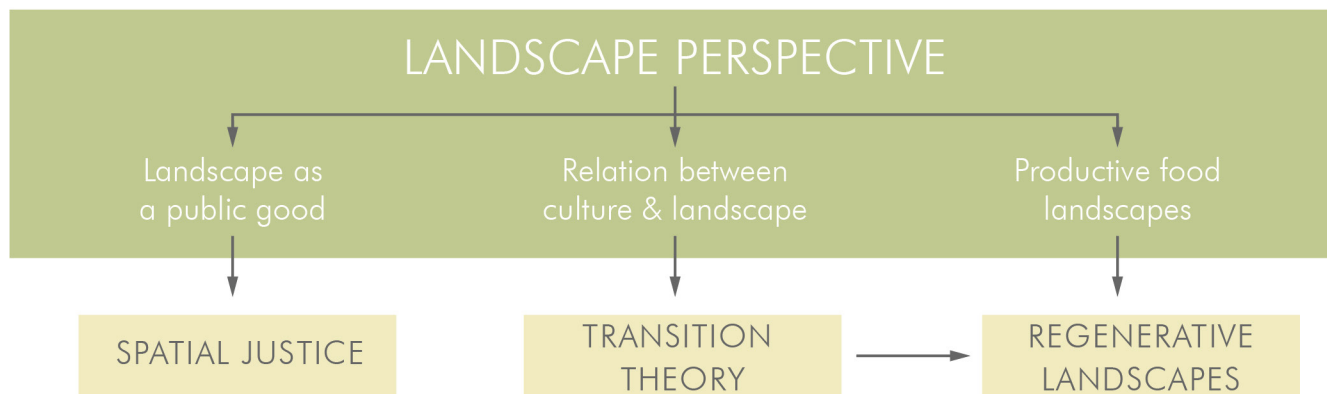 LANDSCAPE PERSPECTIVE
Landscape as
a public good
Relation between
culture & landscape
Productive food
landscapes
SPATIAL JUSTICE
TRANSITION
THEORY
REGENERATIVE
LANDSCAPES